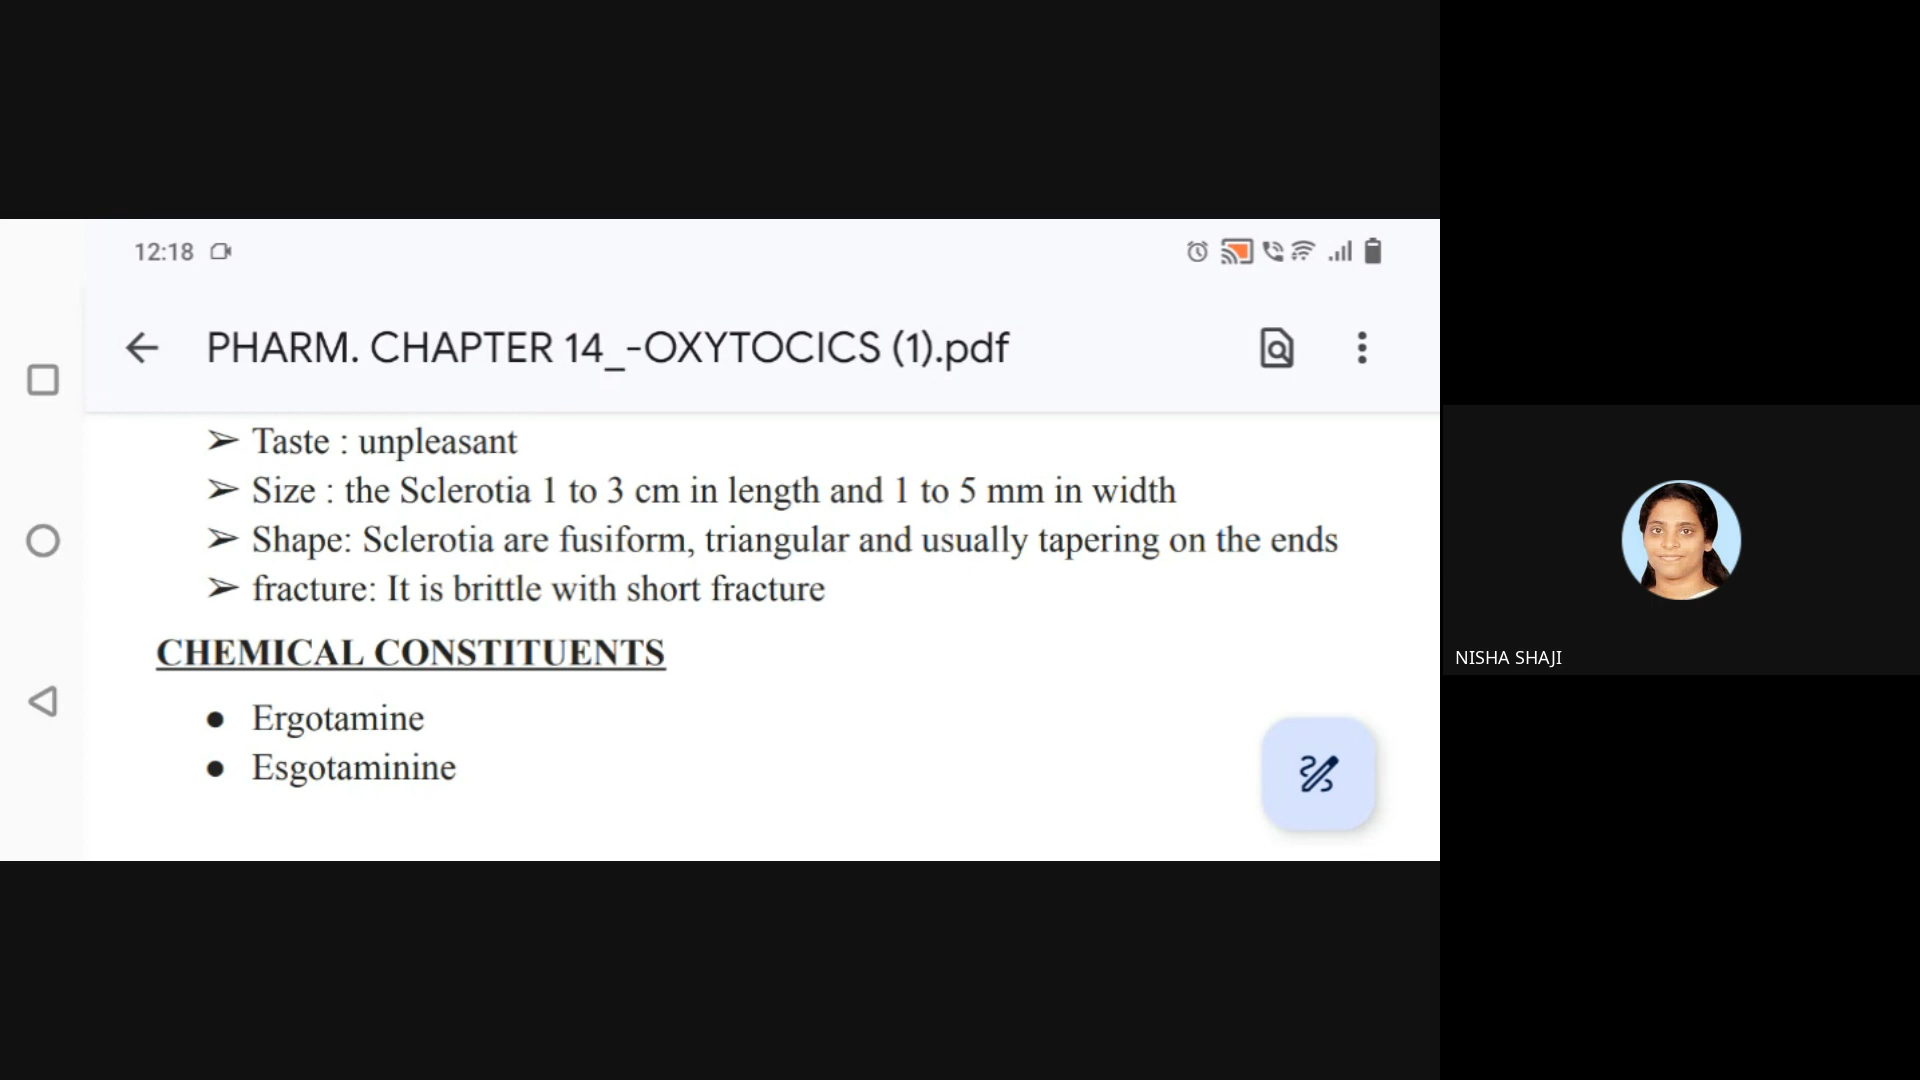 12:18
PHARM. CHAPTER 14_-OXYTOCICS (1).pdf
➢ Taste : unpleasant
➢ Size : the Sclerotia 1 to 3 cm in length and 1 to 5 mm in width
➢ Shape: Sclerotia are fusiform, triangular and usually tapering on the ends
➢ fracture: It is brittle with short fracture
CHEMICAL CONSTITUENTS
● Ergotamine
● Esgotaminine
NISHA SHAJI